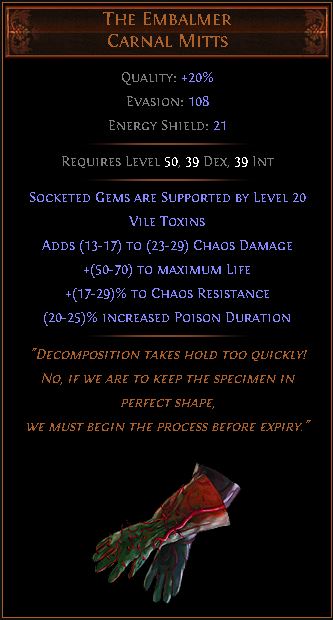 The Embalmer
Carnal Mitts
Quality: +20%
Evasion: 108
Energy Shield: 21
Requires Level 50, 39 Dex, 39 Int
Socketed Gems are Supported by Level 20
Vile Toxins
Adds (13-17) to (23-29) Chaos Damage
+(50-70) to maximum Life
+(17-29)% to Chaos Resistance
(20-25)% increased Poison Duration
"Decomposition takes hold too quickly!
No, if we are to keep the specimen in
perfect shape,
we must begin the process before expiry."